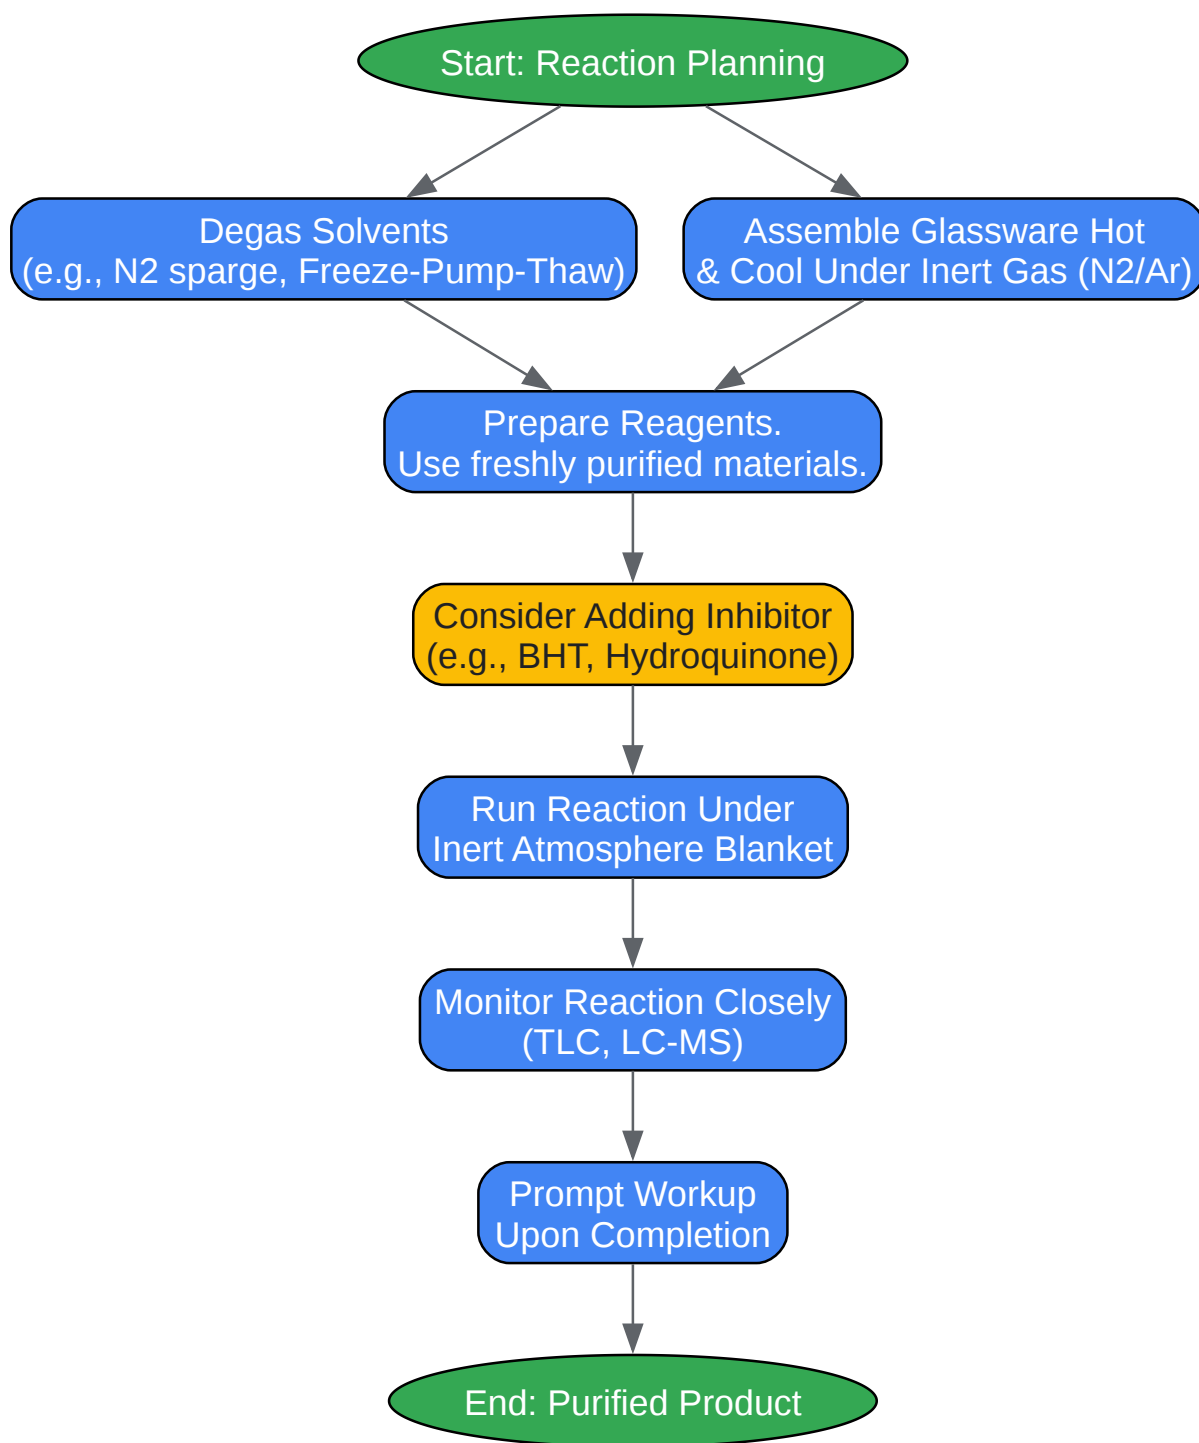 Start: Reaction Planning
Degas Solvents
(e.g., N2 sparge, Freeze-Pump-Thaw)
Assemble Glassware Hot
& Cool Under Inert Gas (N2/Ar)
Prepare Reagents.
Use freshly purified materials.
Consider Adding Inhibitor
(e.g., BHT, Hydroquinone)
Run Reaction Under
Inert Atmosphere Blanket
Monitor Reaction Closely
(TLC, LC-MS)
Prompt Workup
Upon Completion
End: Purified Product